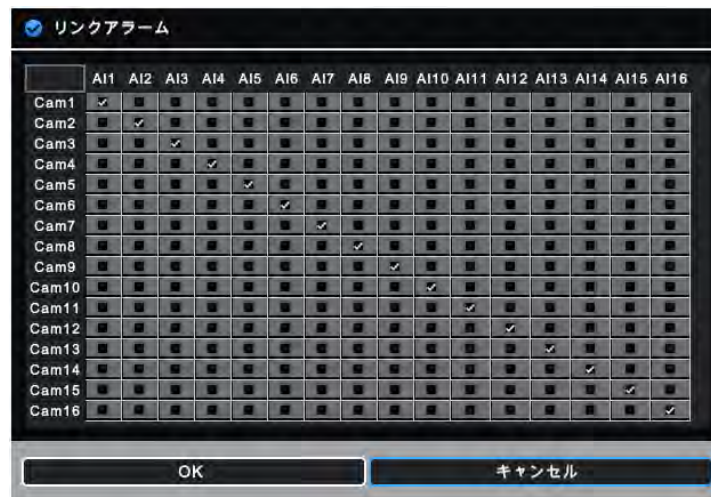 リンクアラーム
AI1 AI2 AI3 AI4 AI5 AI6 AI7 AI8 AI9 AI10 AI11 AI12 AI13 AI14 AI15 AI16
Cam1
Cam2
Cam3
Cam4
Cam5
Cam6
Cam7
Cam8
Cam9
Cam10
Cam11
Cam12
Cam13
Cam14
Cam15
Cam16
OK キャンセル